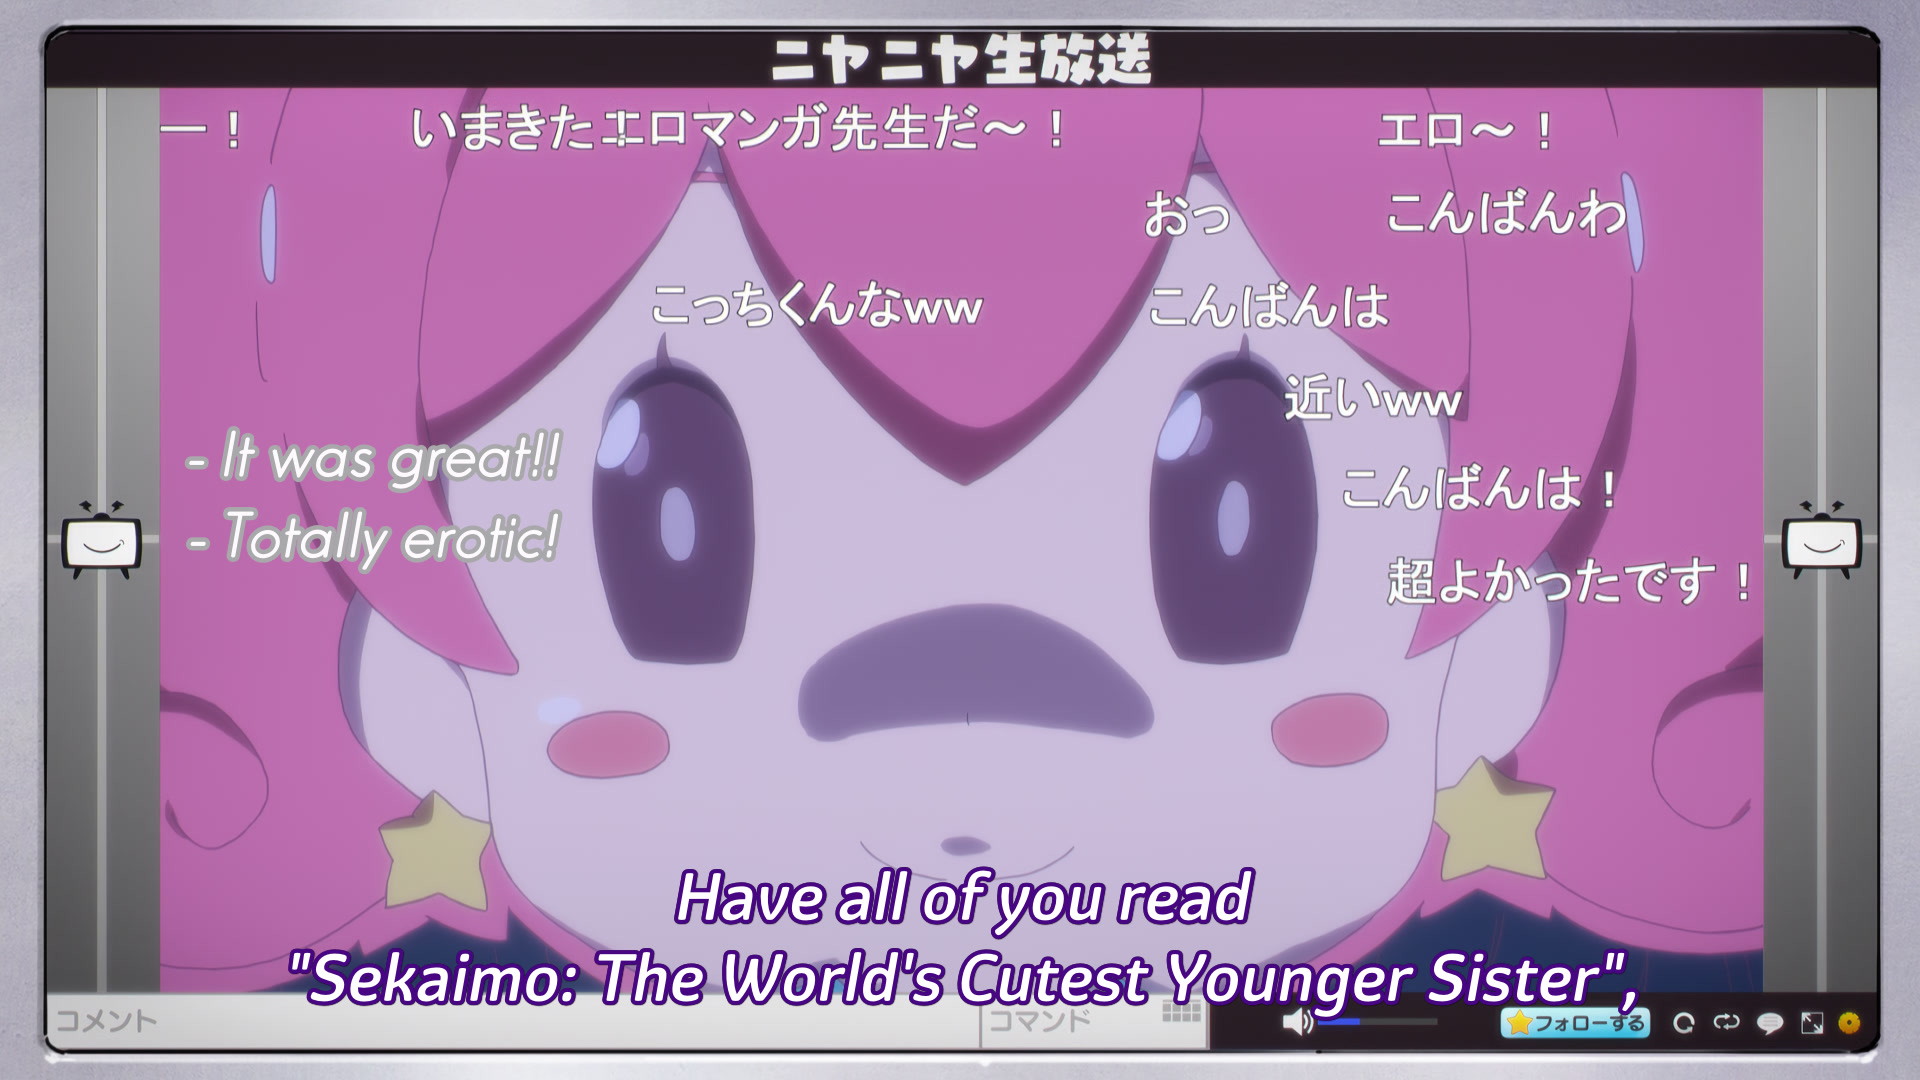 ニヤニヤ生放送
ー！
いまきた！
エロマンガ先生だ～！
エロ～！
おっ
こんばんわ
こっちくんなww
こんばんは
近いww
- It was great!!
- Totally erotic!
こんばんは！
超よかったです！
Have all of you read
"Sekaimo: The World's Cutest Younger Sister",
コメント
コマンド
フォローする